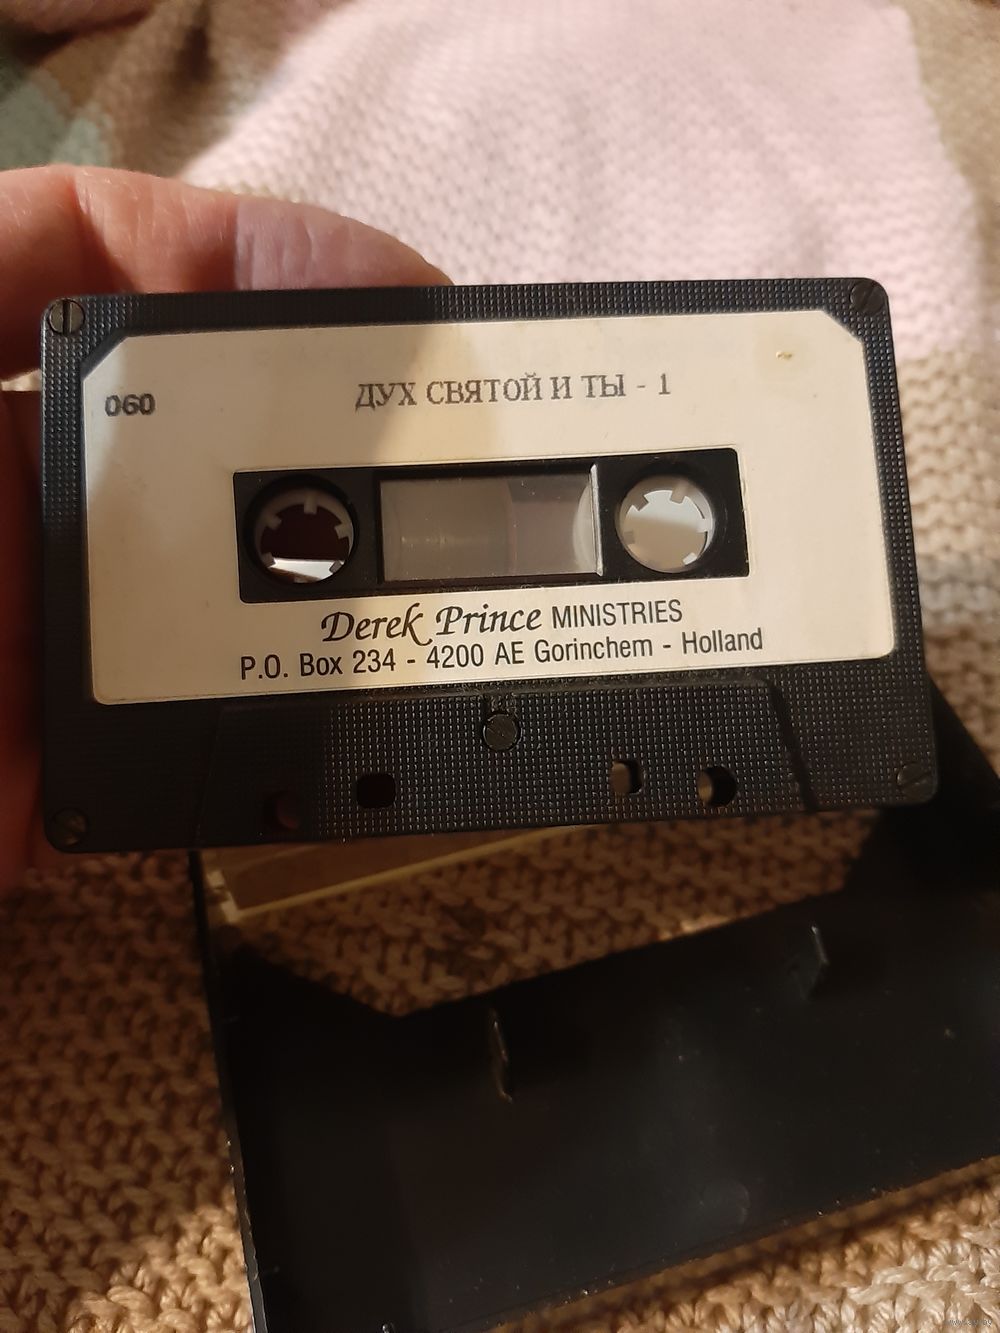 060
ДУХ СВЯТОЙ И ТЫ - 1
Derek Prince MINISTRIES
P.O. Box 234 - 4200 AE Gorinchem - Holland